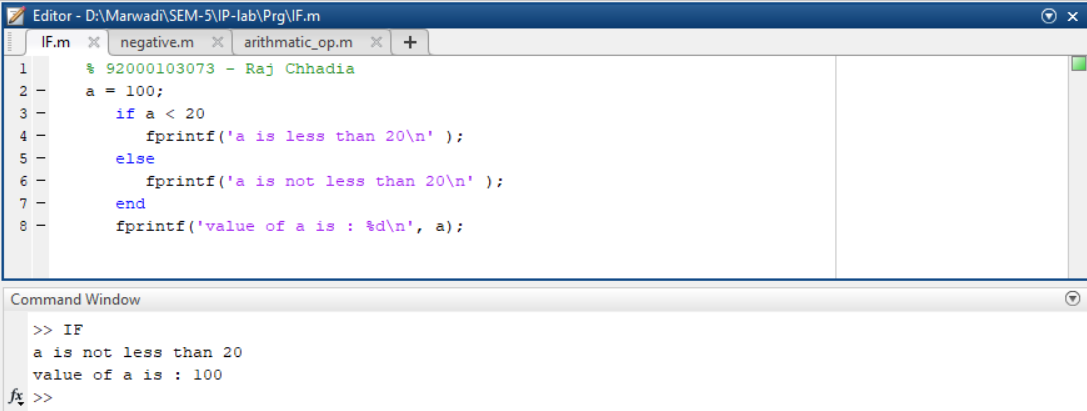 Editor - D:\Marwadi\SEM-5\IP-lab\Prg\IF.m
IF.m negative.m arithmatic_op.m +
1 % 92000103073 - Raj Chhadia
2 - a = 100;
3 - if a < 20
4 - fprintf('a is less than 20\n' );
5 - else
6 - fprintf('a is not less than 20\n' );
7 - end
8 - fprintf('value of a is : %d\n', a);
Command Window
>> IF
a is not less than 20
value of a is : 100
fx >>